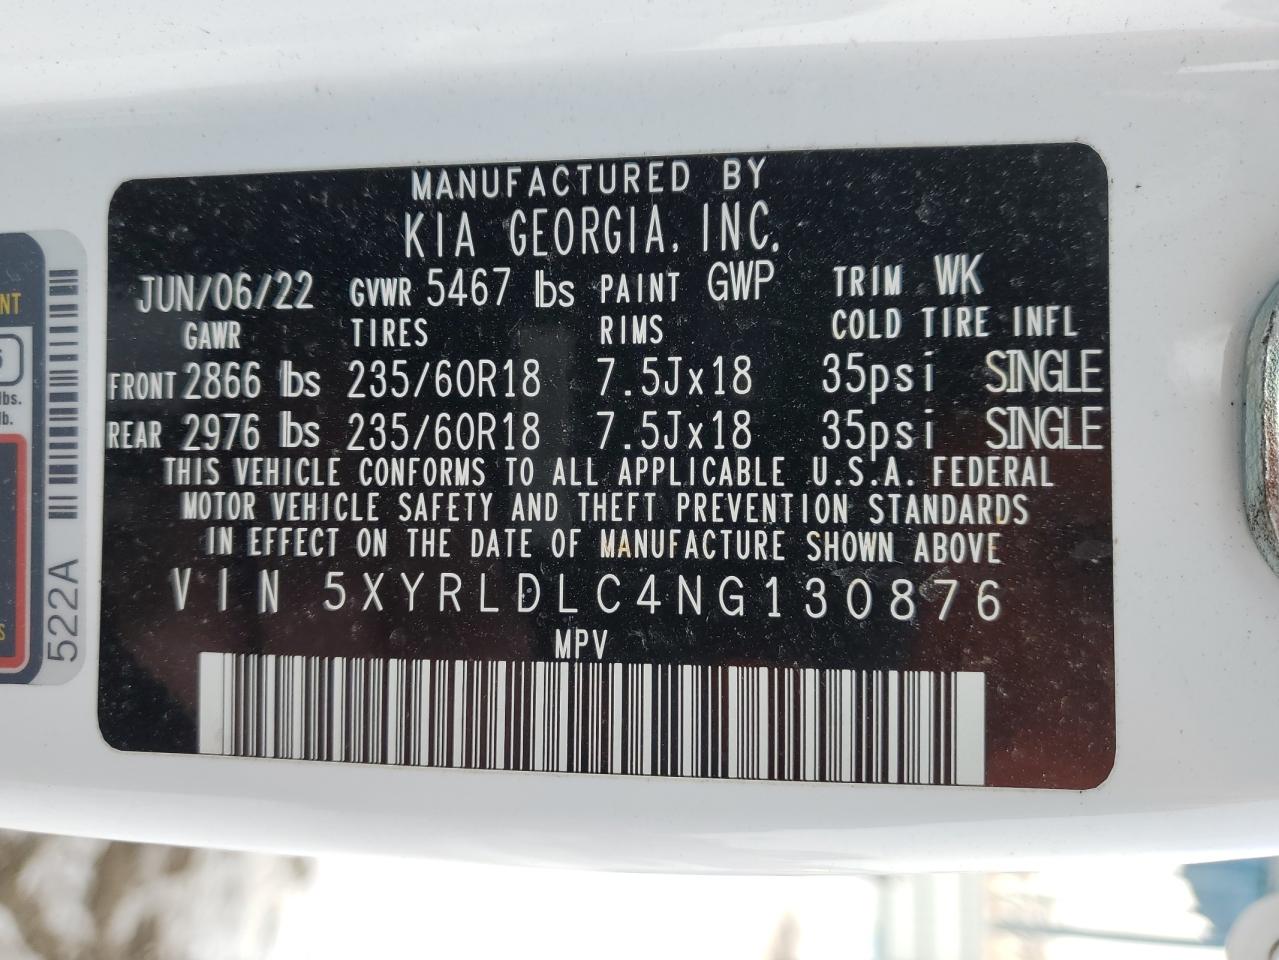 MANUFACTURED BY
KIA GEORGIA, INC.
JUN/06/22 GVWR 5467 lbs PAINT GWP TRIM WK
GAWR TIRES RIMS COLD TIRE INFL
FRONT 2866 lbs 235/60R18 7.5Jx18 35psi SINGLE
REAR 2976 lbs 235/60R18 7.5Jx18 35psi SINGLE
THIS VEHICLE CONFORMS TO ALL APPLICABLE U.S.A. FEDERAL
MOTOR VEHICLE SAFETY AND THEFT PREVENTION STANDARDS
IN EFFECT ON THE DATE OF MANUFACTURE SHOWN ABOVE
VIN 5XYRLDLC4NG130876
MPV
522A
lbs.
lb.